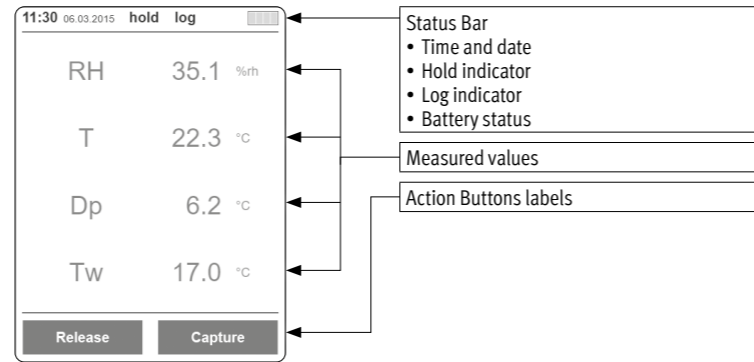 11:30 06.03.2015 hold log
RH 35.1 %rh
T 22.3 °C
Dp 6.2 °C
Tw 17.0 °C
Release Capture
Status Bar
• Time and date
• Hold indicator
• Log indicator
• Battery status
Measured values
Action Buttons labels